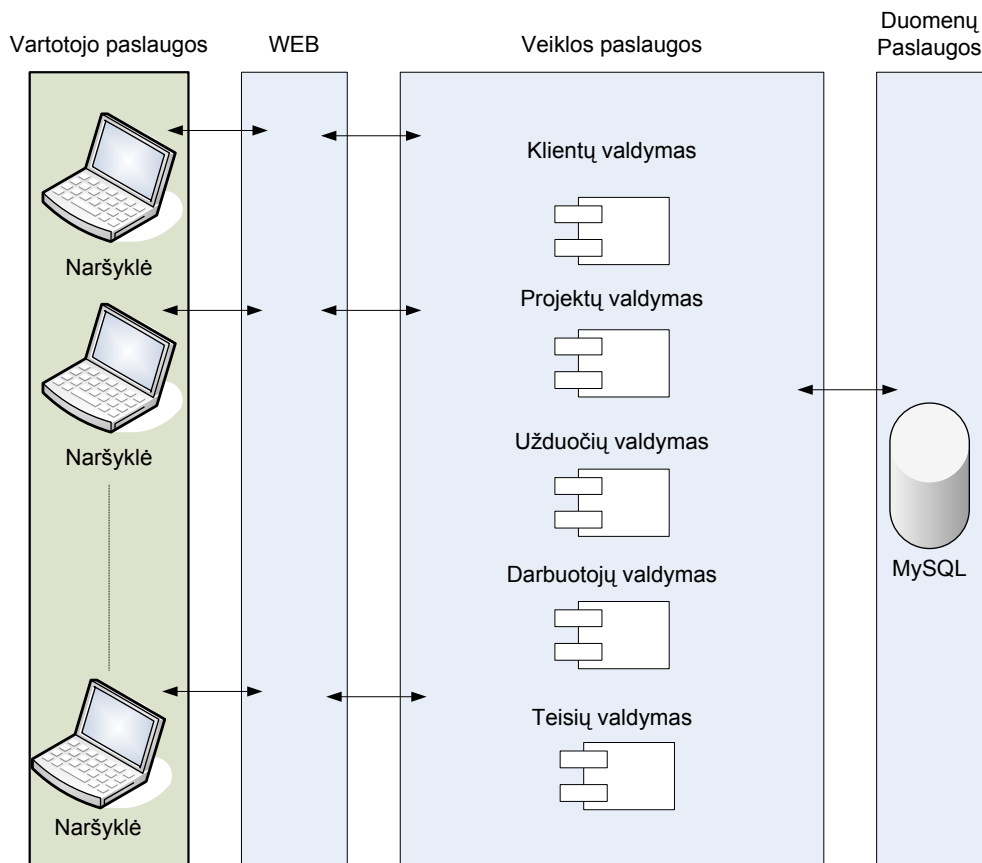 Vartotojo paslaugos
WEB
Veiklos paslaugos
Duomenų
Paslaugos
Naršyklė
Naršyklė
Naršyklė
Klientų valdymas
Projektų valdymas
Užduočių valdymas
Darbuotojų valdymas
Teisių valdymas
MySQL